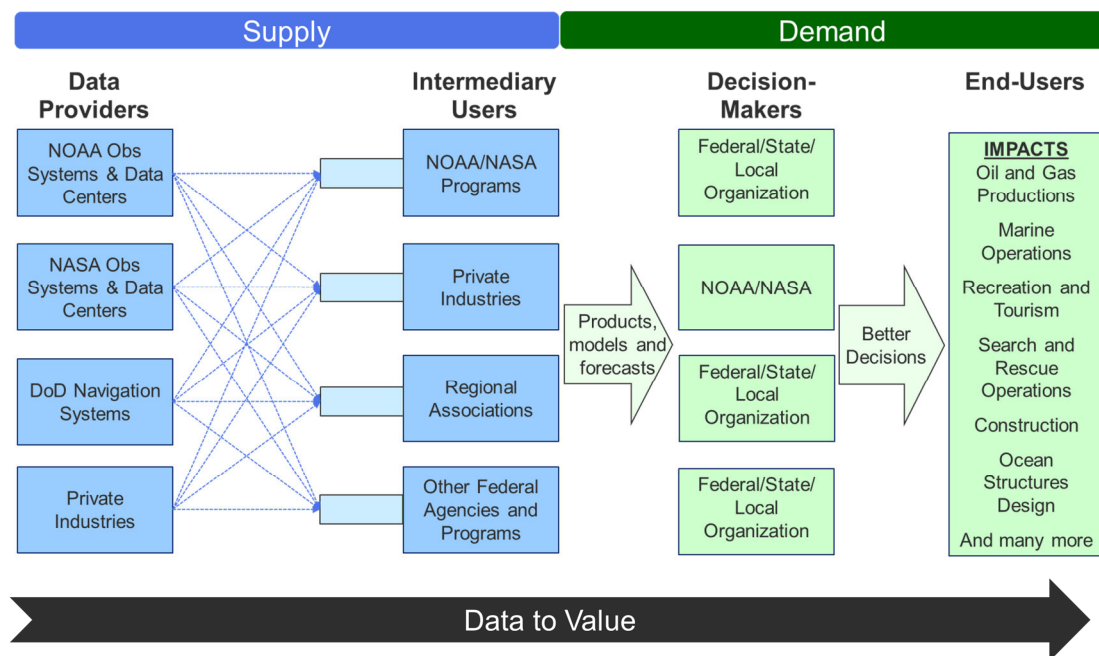 Supply
Demand
Data
Providers
Intermediary
Users
Decision-
Makers
End-Users
NOAA Obs
Systems & Data
Centers
NASA Obs
Systems & Data
Centers
DoD Navigation
Systems
Private
Industries
NOAA/NASA
Programs
Private
Industries
Regional
Associations
Other Federal
Agencies and
Programs
Products,
models and
forecasts
Federal/State/
Local
Organization
NOAA/NASA
Federal/State/
Local
Organization
Federal/State/
Local
Organization
Better
Decisions
IMPACTS
Oil and Gas
Productions
Marine
Operations
Recreation and
Tourism
Search and
Rescue
Operations
Construction
Ocean
Structures
Design
And many more
Data to Value